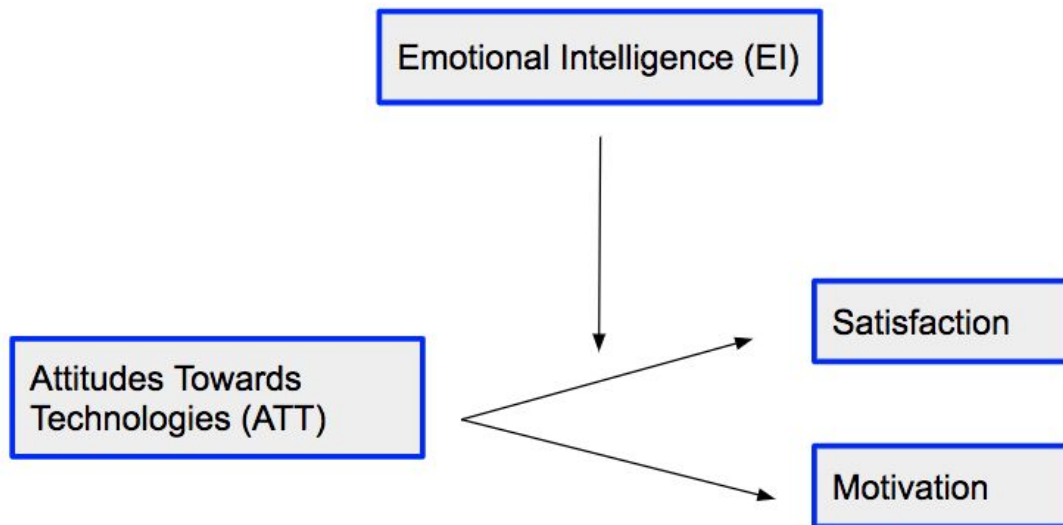 Emotional Intelligence (EI)
Satisfaction
Attitudes Towards
Technologies (ATT)
Motivation